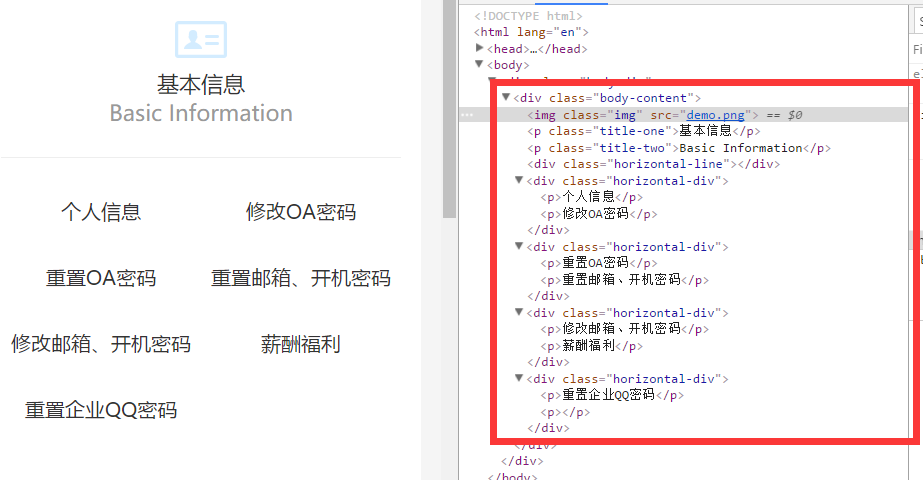 基本信息
Basic Information
个人信息 修改OA密码
重置OA密码 重置邮箱、开机密码
修改邮箱、开机密码 薪酬福利
重置企业QQ密码
<!DOCTYPE html>
<html lang="en">
<head>…</head>
<body>
<div class="body-content">
<img class="img" src="demo.png"> == $0
<p class="title-one">基本信息</p>
<p class="title-two">Basic Information</p>
<div class="horizontal-line"></div>
<div class="horizontal-div">
<p>个人信息</p>
<p>修改OA密码</p>
</div>
<div class="horizontal-div">
<p>重置OA密码</p>
<p>重置邮箱、开机密码</p>
</div>
<div class="horizontal-div">
<p>修改邮箱、开机密码</p>
<p>薪酬福利</p>
</div>
<div class="horizontal-div">
<p>重置企业QQ密码</p>
<p></p>
</div>
</div>
</div>
</body>